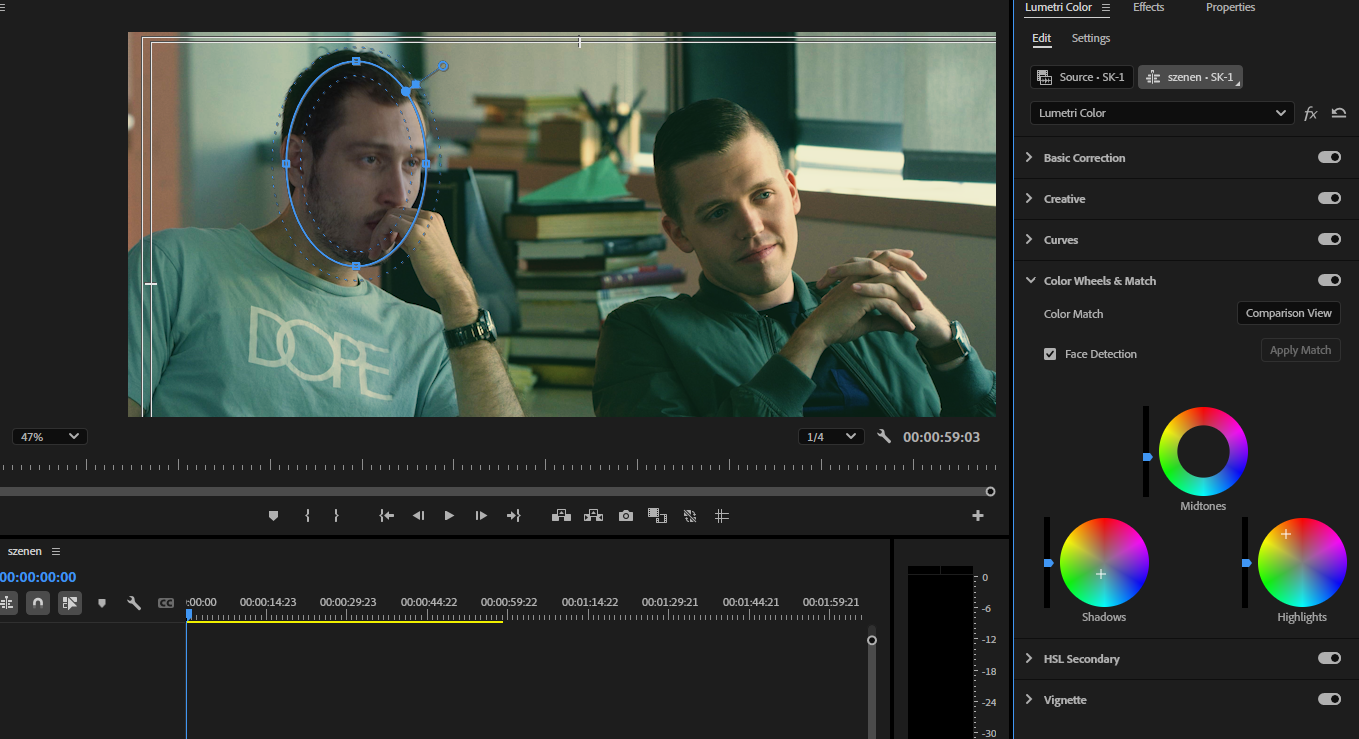 Lumetri Color
Effects
Properties
Edit
Settings
Source • SK-1
szenen • SK-1
Lumetri Color
fx
Basic Correction
Creative
Curves
Color Wheels & Match
Color Match
Comparison View
Face Detection
Apply Match
Midtones
Shadows
Highlights
HSL Secondary
Vignette
DOPE
47%
1/4
00:00:59:03
szenen
00:00:00:00
CC
:00:00
00:00:14:23
00:00:29:23
00:00:44:22
00:00:59:22
00:01:14:22
00:01:29:21
00:01:44:21
00:01:59:21
0
-6
-12
-18
-24
-30